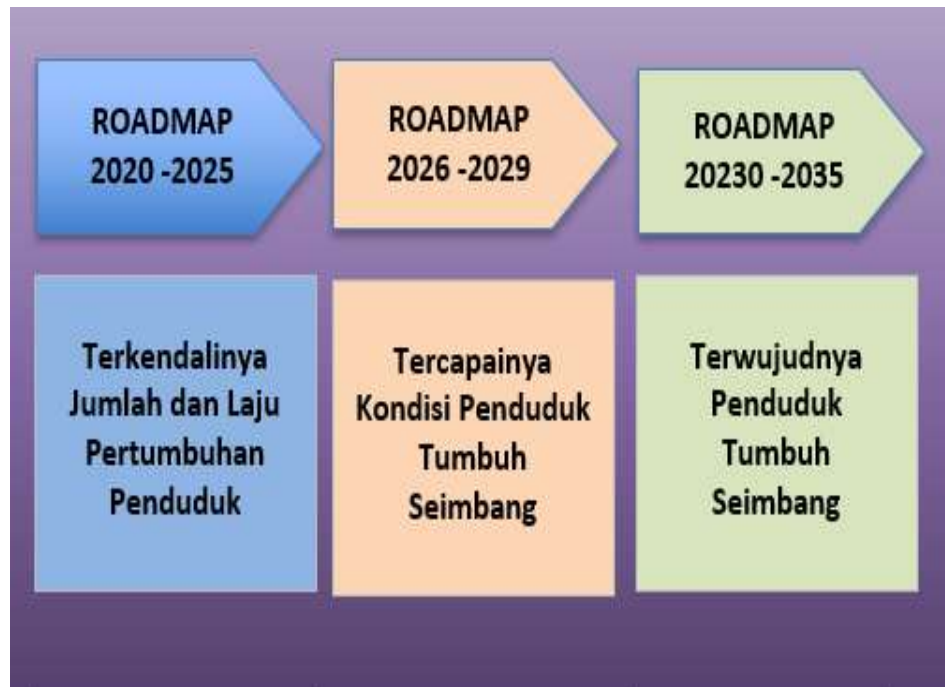 ROADMAP
2020 -2025
ROADMAP
2026 -2029
ROADMAP
20230 -2035
Terkendalinya
Jumlah dan Laju
Pertumbuhan
Penduduk
Tercapainya
Kondisi Penduduk
Tumbuh
Seimbang
Terwujudnya
Penduduk
Tumbuh
Seimbang